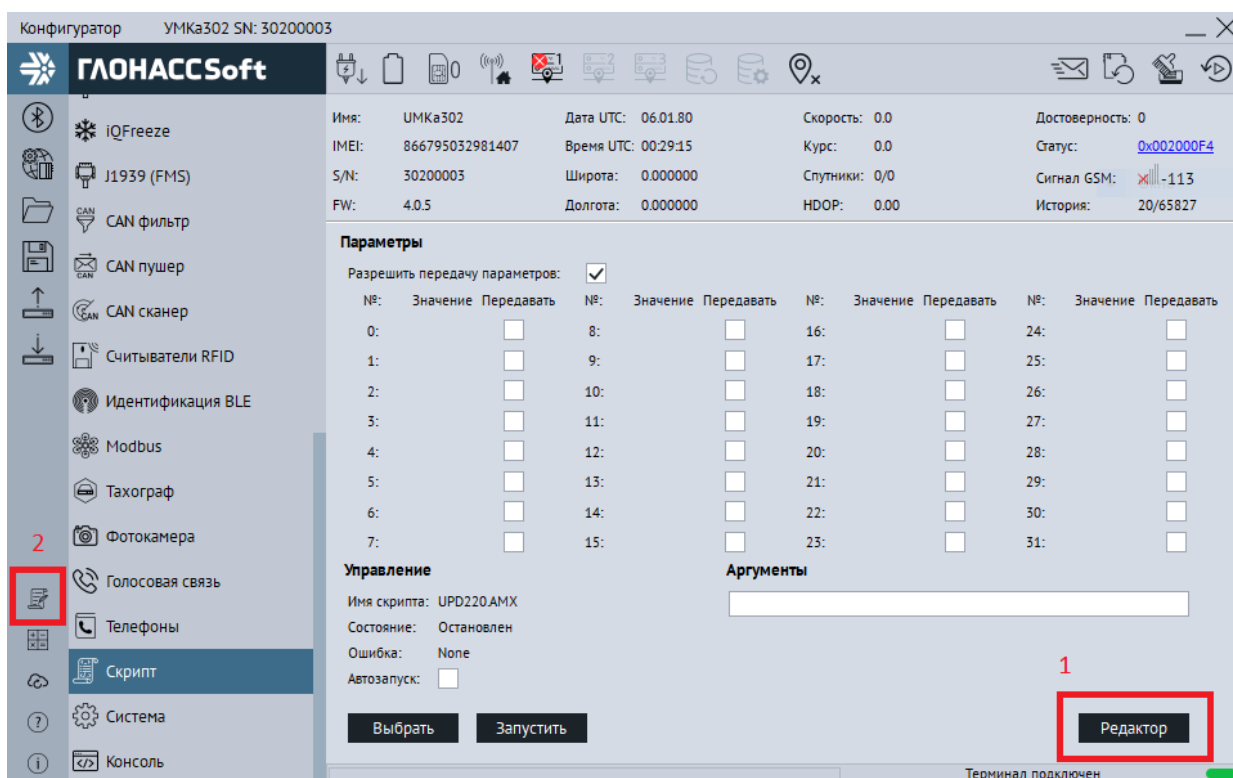 Конфигуратор УМКа302 SN: 30200003
ГЛОНАССSoft
0
1
2
3
iQFreeze
J1939 (FMS)
CAN фильтр
CAN пушер
CAN
CAN сканер
CAN
Считыватели RFID
Идентификация BLE
Modbus
Тахограф
Фотокамера
Голосовая связь
Телефоны
Скрипт
Система
Консоль
2
Имя: UMKa302 Дата UTC: 06.01.80 Скорость: 0.0 Достоверность: 0
IMEI: 866795032981407 Время UTC: 00:29:15 Курс: 0.0 Статус: 0x002000F4
S/N: 30200003 Широта: 0.000000 Спутники: 0/0 Сигнал GSM: -113
FW: 4.0.5 Долгота: 0.000000 HDOP: 0.00 История: 20/65827
Параметры
Разрешить передачу параметров:
№: Значение Передавать №: Значение Передавать №: Значение Передавать №: Значение Передавать
0: 8: 16: 24:
1: 9: 17: 25:
2: 10: 18: 26:
3: 11: 19: 27:
4: 12: 20: 28:
5: 13: 21: 29:
6: 14: 22: 30:
7: 15: 23: 31:
Управление Аргументы
Имя скрипта: UPD220.AMX
Состояние: Остановлен
Ошибка: None
Автозапуск:
1
Выбрать Запустить Редактор
Терминал подключен